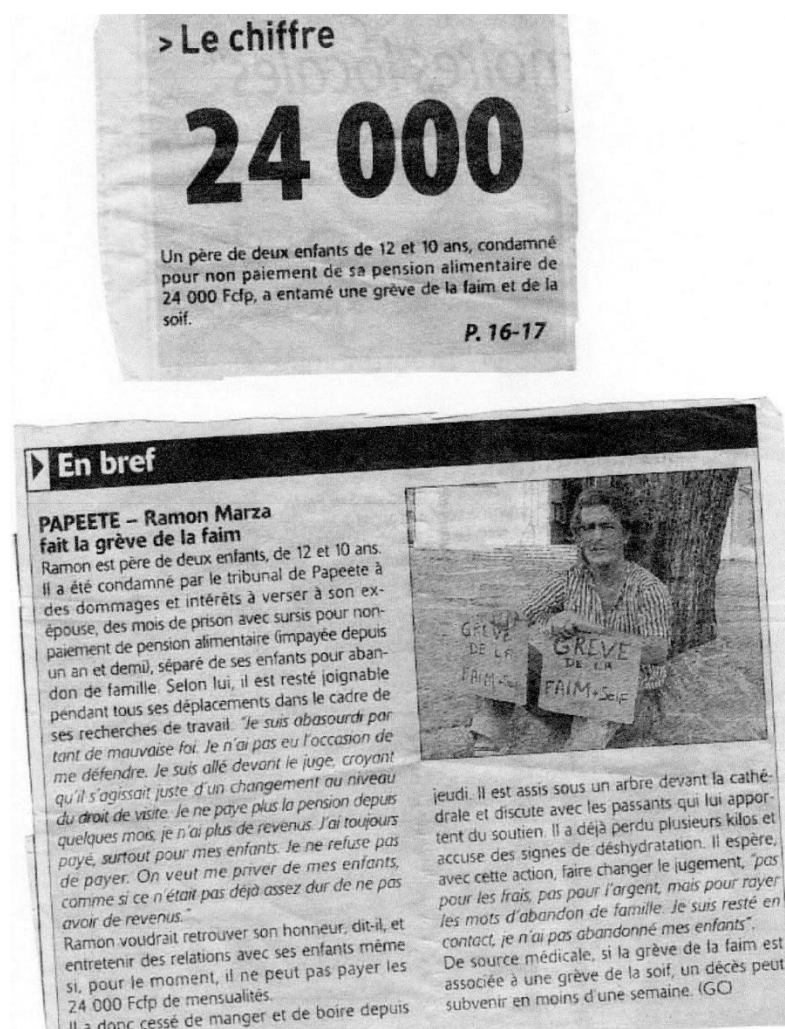 > Le chiffre
24 000
Un père de deux enfants de 12 et 10 ans, condamné
pour non paiement de sa pension alimentaire de
24 000 Fcfp, a entamé une grève de la faim et de la
soif.
P. 16-17
En bref
PAPEETE – Ramon Marza
fait la grève de la faim
Ramon est père de deux enfants, de 12 et 10 ans.
Il a été condamné par le tribunal de Papeete à
des dommages et intérêts à verser à son ex-
épouse, des mois de prison avec sursis pour non-
paiement de pension alimentaire (impayée depuis
un an et demi), séparé de ses enfants pour aban-
don de famille. Selon lui, il est resté joignable
pendant tous ses déplacements dans le cadre de
ses recherches de travail. "Je suis abasourdi par
tant de mauvaise foi. Je n'ai pas eu l'occasion de
me défendre. Je suis allé devant le juge, croyant
qu'il s'agissait juste d'un changement au niveau
du droit de visite. Je ne paye plus la pension depuis
quelques mois, je n'ai plus de revenus. J'ai toujours
payé, surtout pour mes enfants. Je ne refuse pas
de payer. On veut me priver de mes enfants,
comme si ce n'était pas déjà assez dur de ne pas
avoir de revenus."
Ramon voudrait retrouver son honneur, dit-il, et
entretenir des relations avec ses enfants même
si, pour le moment, il ne peut pas payer les
24 000 Fcfp de mensualités.
Il a donc cessé de manger et de boire depuis
GRÈVE
DE LA
FAIM + Soif
GREVE
DE LA
FAIM + Soif
jeudi. Il est assis sous un arbre devant la cathé-
drale et discute avec les passants qui lui appor-
tent du soutien. Il a déjà perdu plusieurs kilos et
accuse des signes de déshydratation. Il espère,
avec cette action, faire changer le jugement, "pas
pour les frais, pas pour l'argent, mais pour rayer
les mots d'abandon de famille. Je suis resté en
contact, je n'ai pas abandonné mes enfants".
De source médicale, si la grève de la faim est
associée à une grève de la soif, un décès peut
subvenir en moins d'une semaine. (GC)